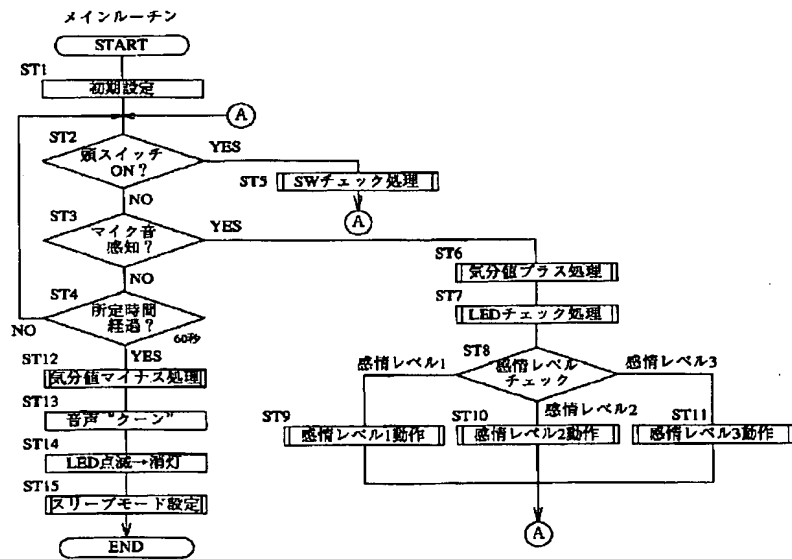 メインルーチン
START
ST1
初期設定
A
ST2
頭スイッチ
ON?
YES
NO
ST5
SWチェック処理
A
ST3
マイク音
感知?
YES
NO
ST4
所定時間
経過?
60秒
NO
YES
ST6
気分値プラス処理
ST7
LEDチェック処理
ST8
感情レベル
チェック
感情レベル1
感情レベル2
感情レベル3
ST9
感情レベル1動作
ST10
感情レベル2動作
ST11
感情レベル3動作
A
ST12
気分値マイナス処理
ST13
音声“クーン”
ST14
LED点滅→消灯
ST15
スリープモード設定
END